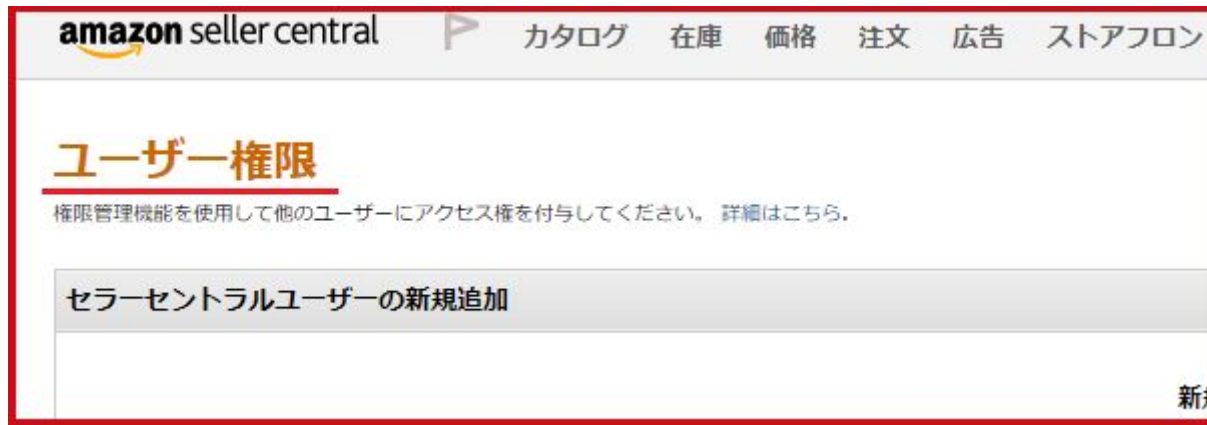 amazon seller central カタログ 在庫 価格 注文 広告 ストアフロン
ユーザー権限
権限管理機能を使用して他のユーザーにアクセス権を付与してください。 詳細はこちら.
セラーセントラルユーザーの新規追加
新